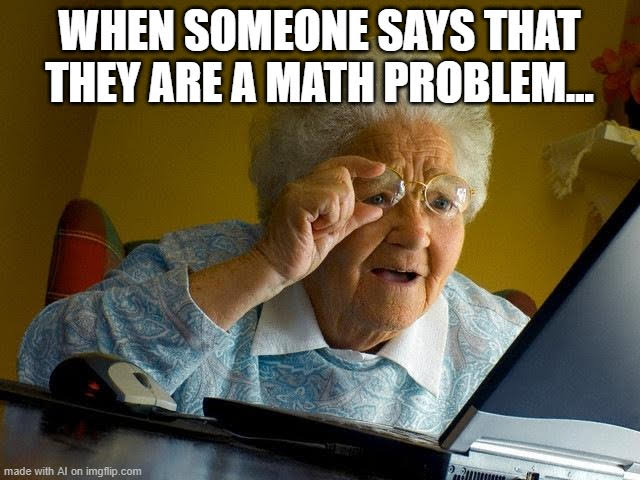 WHEN SOMEONE SAYS THAT
THEY ARE A MATH PROBLEM...
made with AI on imgflip.com